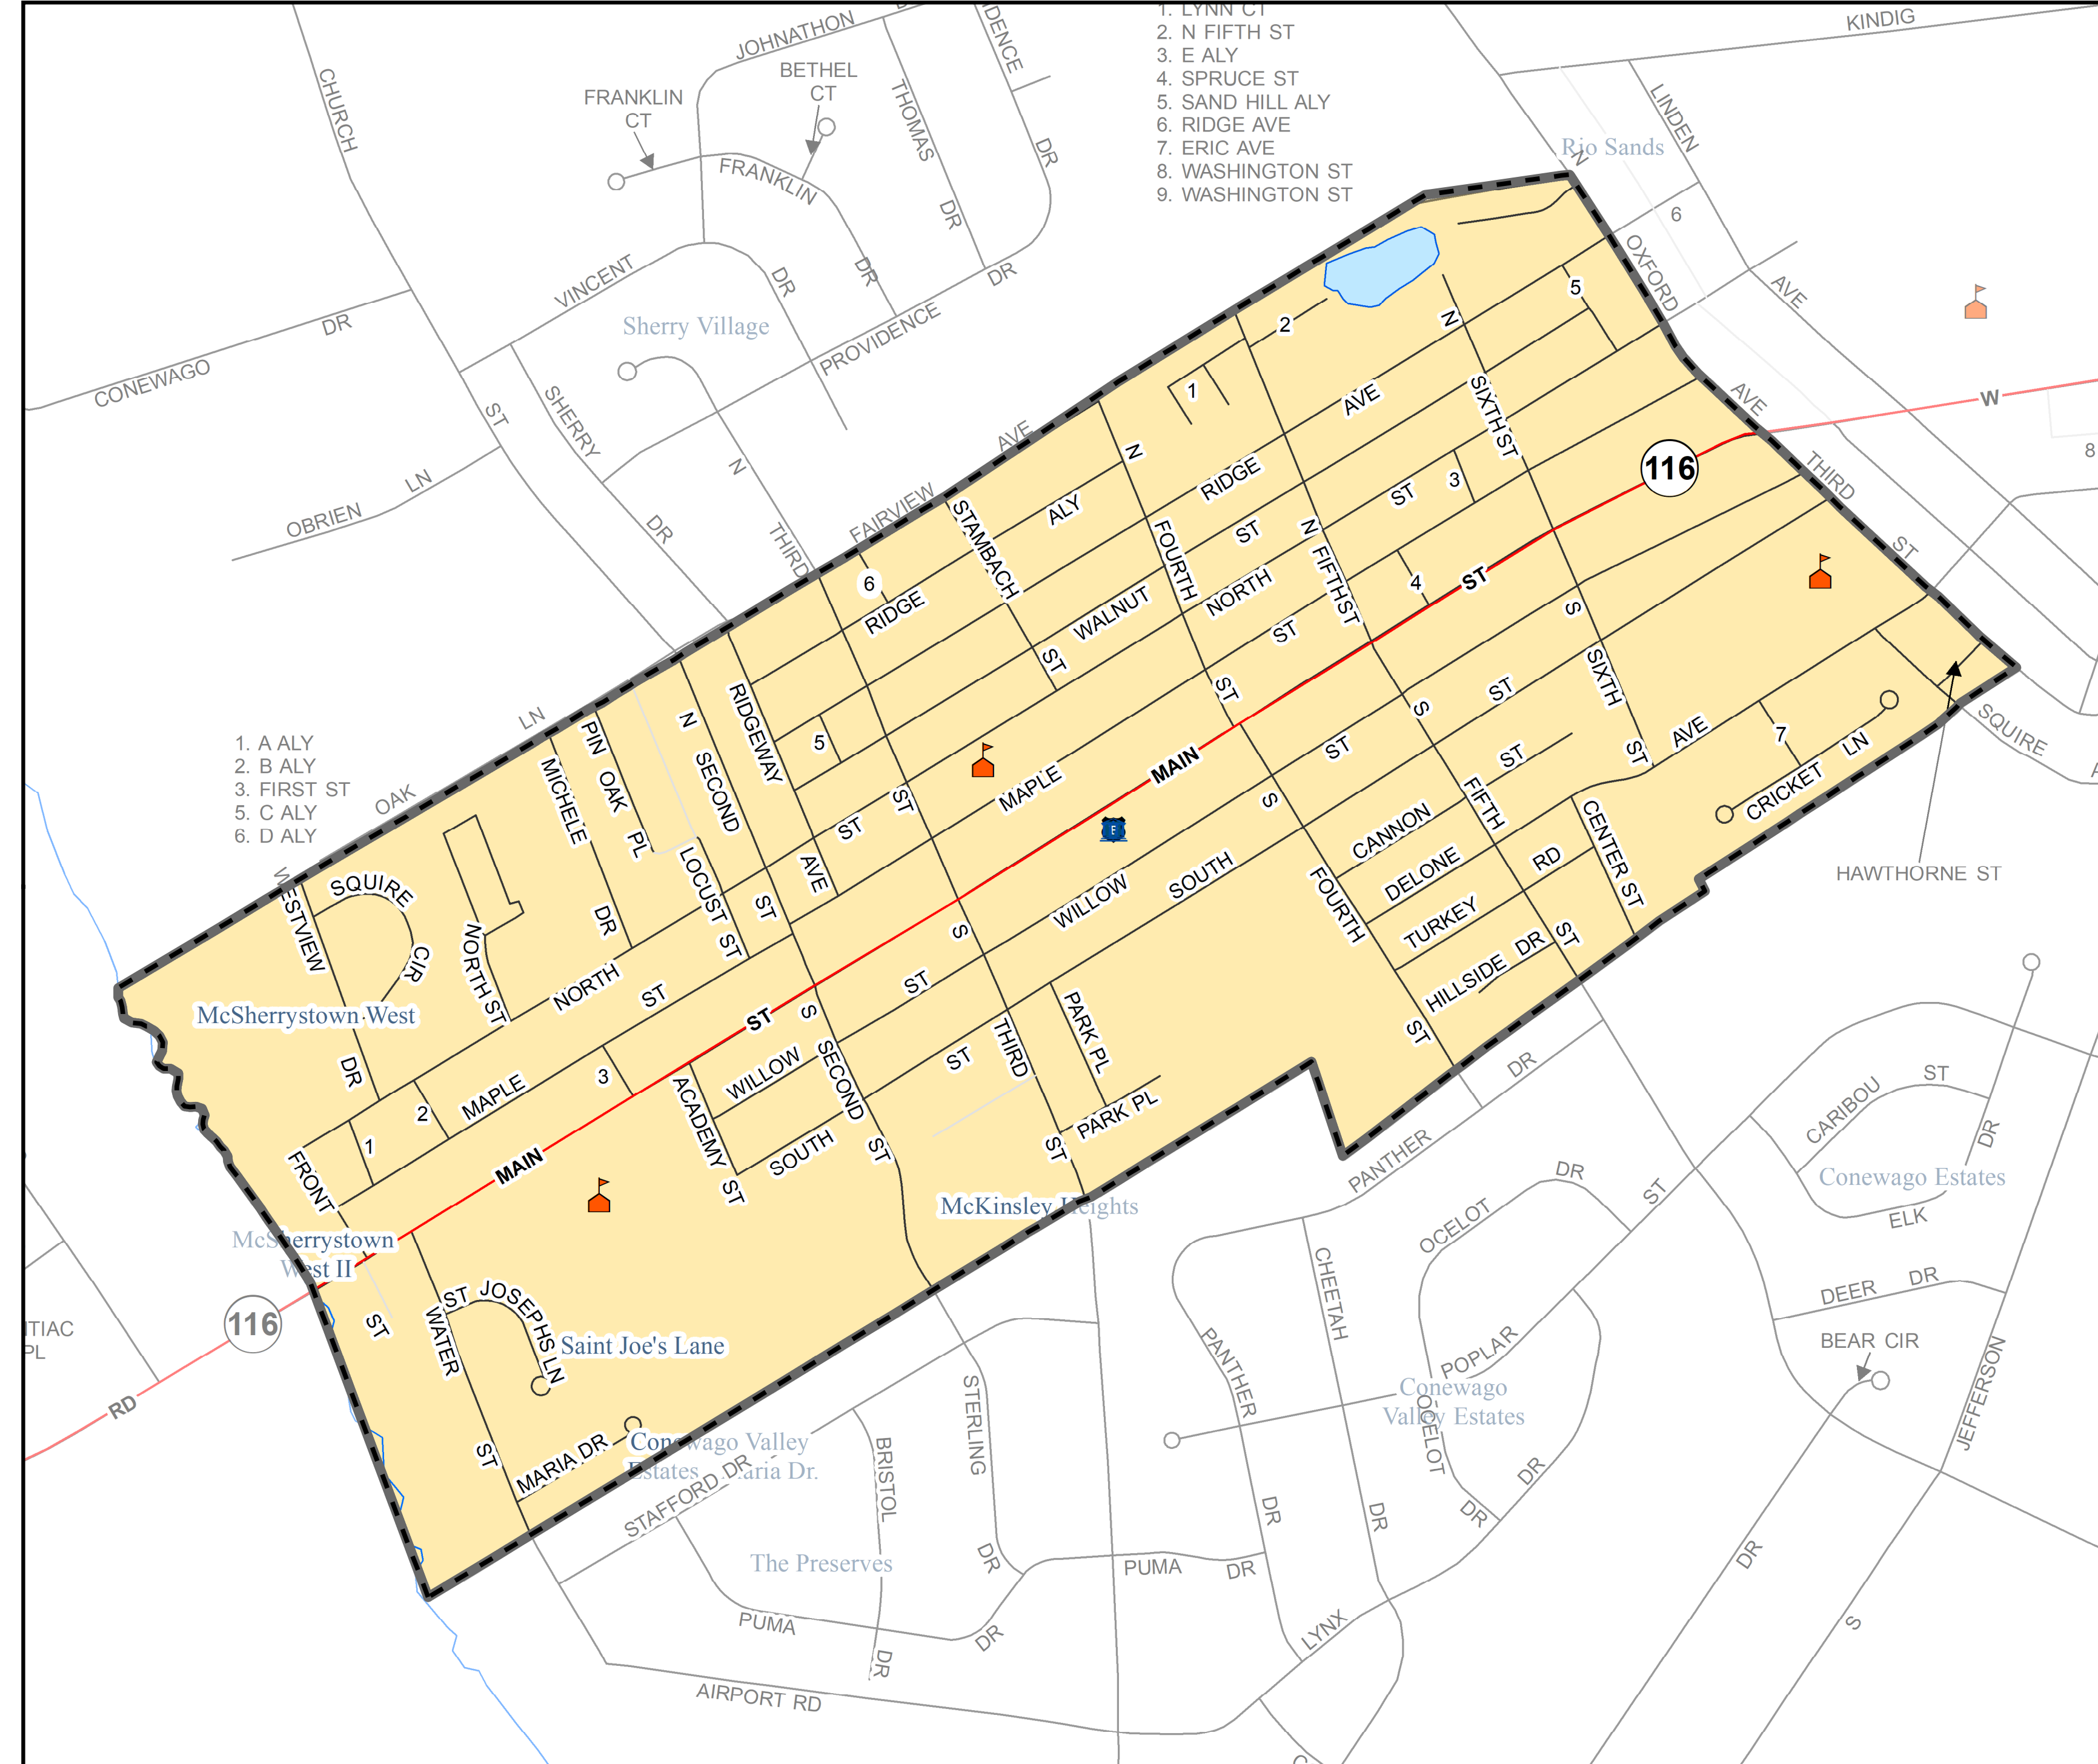 1. LYNN CT
2. N FIFTH ST
3. E ALY
4. SPRUCE ST
5. SAND HILL ALY
6. RIDGE AVE
7. ERIC AVE
8. WASHINGTON ST
9. WASHINGTON ST
KINDIG
JOHNATHON
BETHEL
CT
FRANKLIN
CT
CHURCH
THOMAS
DR
DR
LINDEN
Rio Sands
N
FRANKLIN
DR
VINCENT
DR
DR
6
OXFORD
AVE
CONEWAGO
DR
Sherry Village
PROVIDENCE
SHERRY
ST
5
N
2
1
AVE
SIXTH ST
W
AVE
8
OBRIEN
LN
DR
N
THIRD
FAIRVIEW
AVE
N
RIDGE
ST
3
116
THIRD
ST
STAMBACH
ALY
FOURTH
ST
N
FIFTH ST
6
RIDGE
WALNUT
NORTH
4
ST
S
ST
ST
SIXTH
ST
LN
PIN
OAK
PL
N
SECOND
RIDGEWAY
ST
S
ST
AVE
7
SQUIRE
1. A ALY
2. B ALY
3. FIRST ST
5. C ALY
6. D ALY
OAK
MICHELE
DR
5
ST
ST
MAPLE
MAIN
E
ST
S
ST
FIFTH
CANNON
LN
CRICKET
WESTVIEW
SQUIRE
CIR
NORTH ST
LOCUST
ST
ST
AVE
SOUTH
WILLOW
FOURTH
DELONE
RD
CENTER ST
HAWTHORNE ST
TURKEY
McSherrystown West
NORTH
ST
ST
S
ST
S
HILLSIDE DR
ST
ST
DR
2
MAPLE
3
WILLOW
SECOND
ST
THIRD
PARK PL
DR
CARIBOU
ST
DR
1
FRONT
ACADEMY
ST
SOUTH
ST
ST
PARK PL
PANTHER
Conewago Estates
MAIN
McKinsley Heights
DR
ST
ELK
McSherrystown
West II
OCELOT
CHEETAH
DEER
DR
116
ST
WATER
ST JOSEPHS LN
Saint Joe's Lane
PANTHER
POPLAR
BEAR CIR
JEFFERSON
RD
STERLING
Conewago
Valley Estates
OCELOT
ST
MARIA DR
Conewago Valley
STAFFORD DR
BRISTOL
DR
DR
DR
DR
The Preserves
DR
PUMA
DR
DR
PUMA
DR
DR
LYNX
S
AIRPORT RD